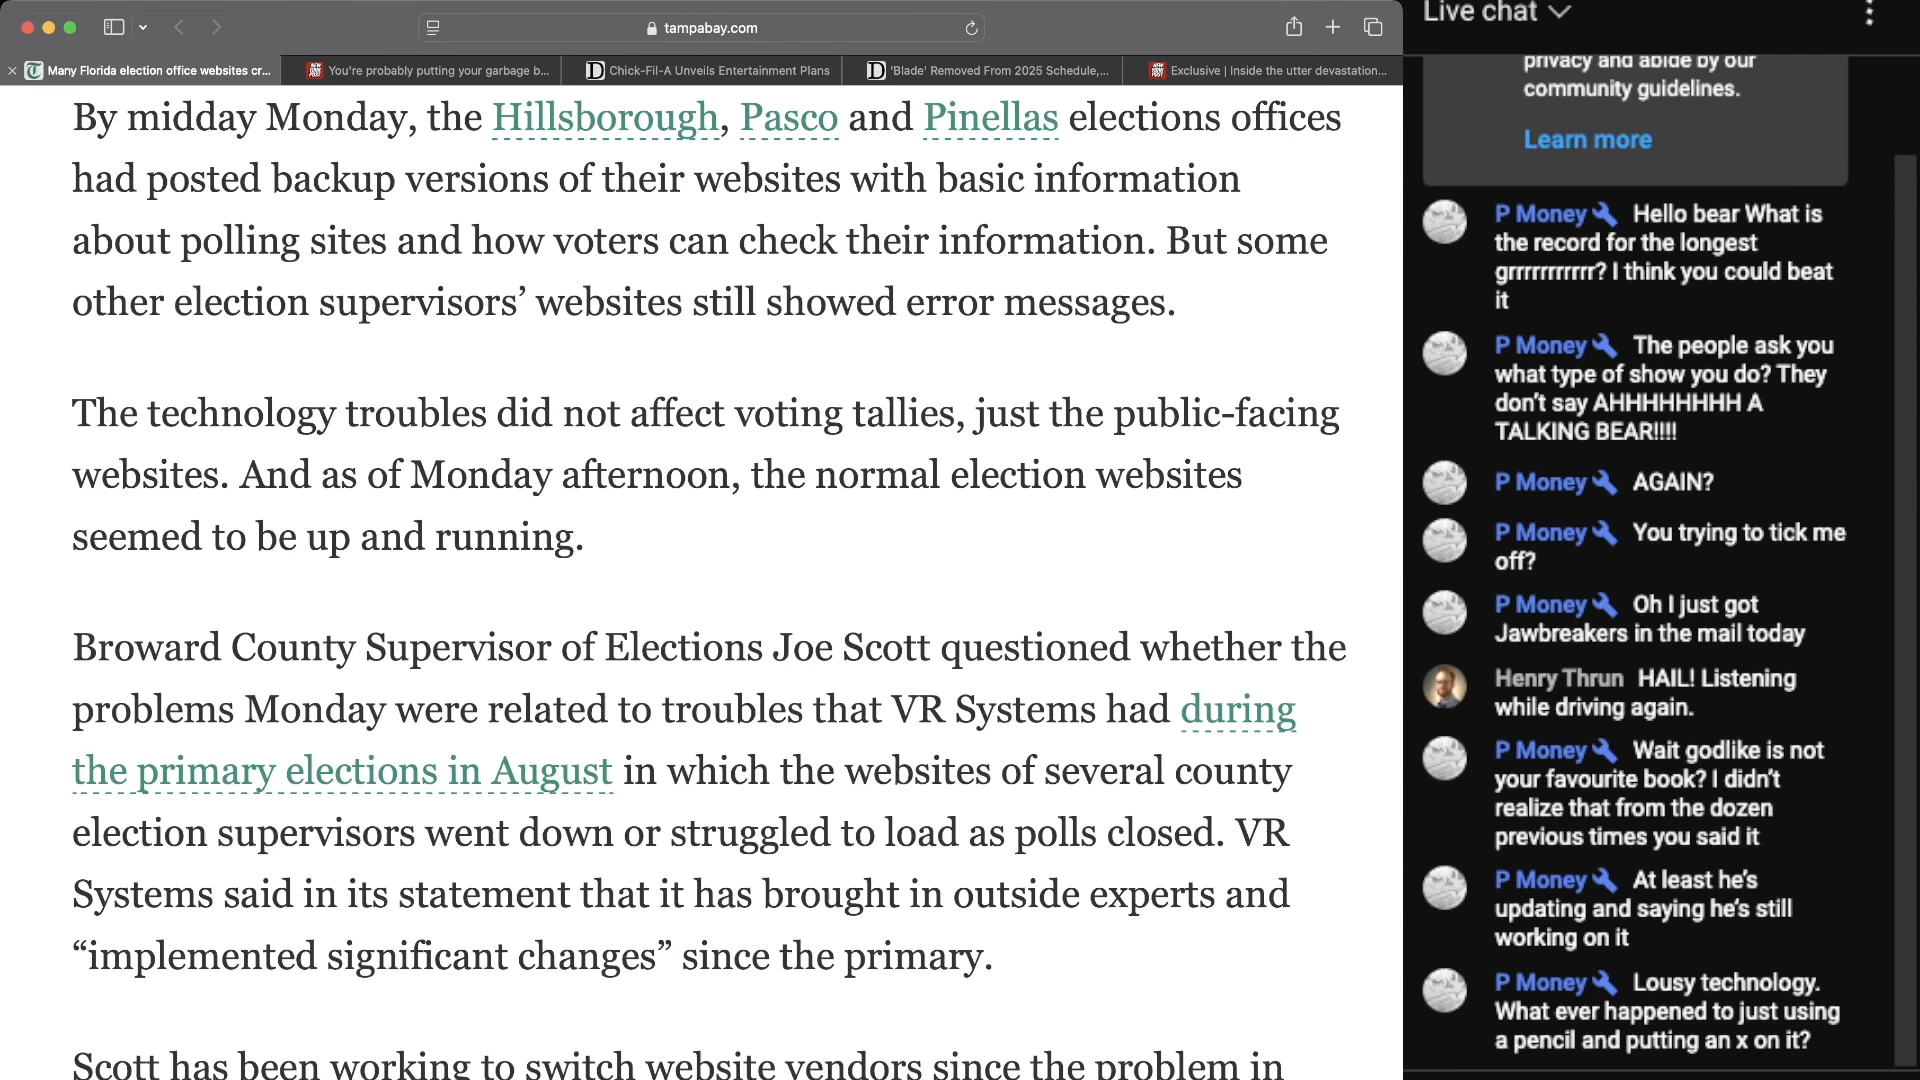 tampabay.com
Many Florida election office websites cr...
You're probably putting your garbage b...
Chick-Fil-A Unveils Entertainment Plans
'Blade' Removed From 2025 Schedule,...
Exclusive | Inside the utter devastation...
By midday Monday, the Hillsborough, Pasco and Pinellas elections offices
had posted backup versions of their websites with basic information
about polling sites and how voters can check their information. But some
other election supervisors’ websites still showed error messages.
The technology troubles did not affect voting tallies, just the public-facing
websites. And as of Monday afternoon, the normal election websites
seemed to be up and running.
Broward County Supervisor of Elections Joe Scott questioned whether the
problems Monday were related to troubles that VR Systems had during
the primary elections in August in which the websites of several county
election supervisors went down or struggled to load as polls closed. VR
Systems said in its statement that it has brought in outside experts and
“implemented significant changes” since the primary.
Scott has been working to switch website vendors since the problem in
Live chat
privacy and abide by our
community guidelines.
Learn more
P Money Hello bear What is
the record for the longest
grrrrrrrrrrr? I think you could beat
it
P Money The people ask you
what type of show you do? They
don't say AHHHHHHHH A
TALKING BEAR!!!!
P Money AGAIN?
P Money You trying to tick me
off?
P Money Oh I just got
Jawbreakers in the mail today
Henry Thrun HAIL! Listening
while driving again.
P Money Wait godlike is not
your favourite book? I didn't
realize that from the dozen
previous times you said it
P Money At least he's
updating and saying he's still
working on it
P Money Lousy technology.
What ever happened to just using
a pencil and putting an x on it?